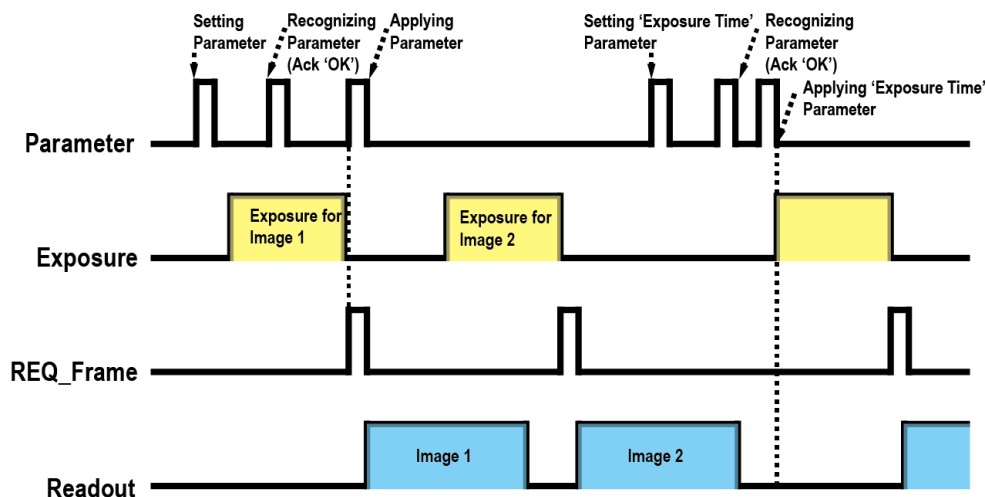 Setting
Parameter
Recognizing
Parameter
(Ack ‘OK’)
Applying
Parameter
Setting ‘Exposure Time’
Parameter
Recognizing
Parameter
(Ack ‘OK’)
Applying ‘Exposure Time’
Parameter
Parameter
Exposure for
Image 1
Exposure for
Image 2
Exposure
REQ_Frame
Image 1
Image 2
Readout